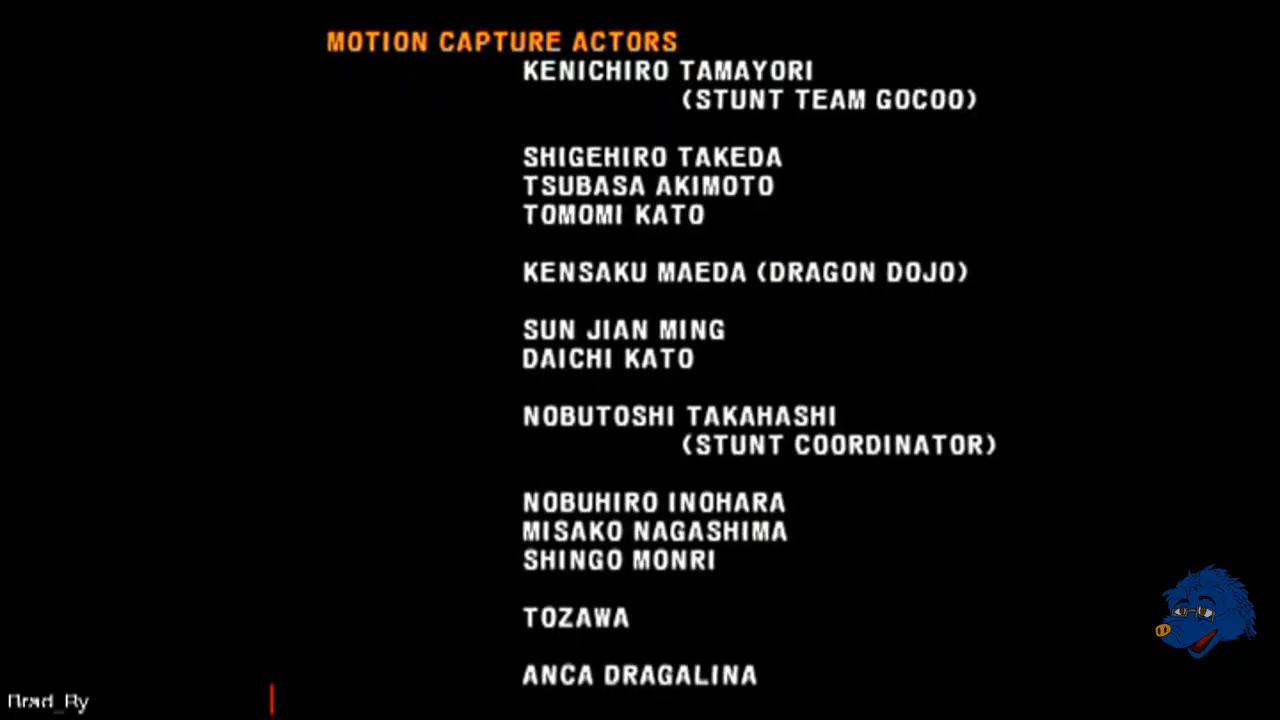 MOTION CAPTURE ACTORS
KENICHIRO TAMAYORI
(STUNT TEAM GOCOO)
SHIGEHIRO TAKEDA
TSUBASA AKIMOTO
TOMOMI KATO
KENSAKU MAEDA (DRAGON DOJO)
SUN JIAN MING
DAICHI KATO
NOBUTOSHI TAKAHASHI
(STUNT COORDINATOR)
NOBUHIRO INOHARA
MISAKO NAGASHIMA
SHINGO MONRI
TOZAWA
ANCA DRAGALINA